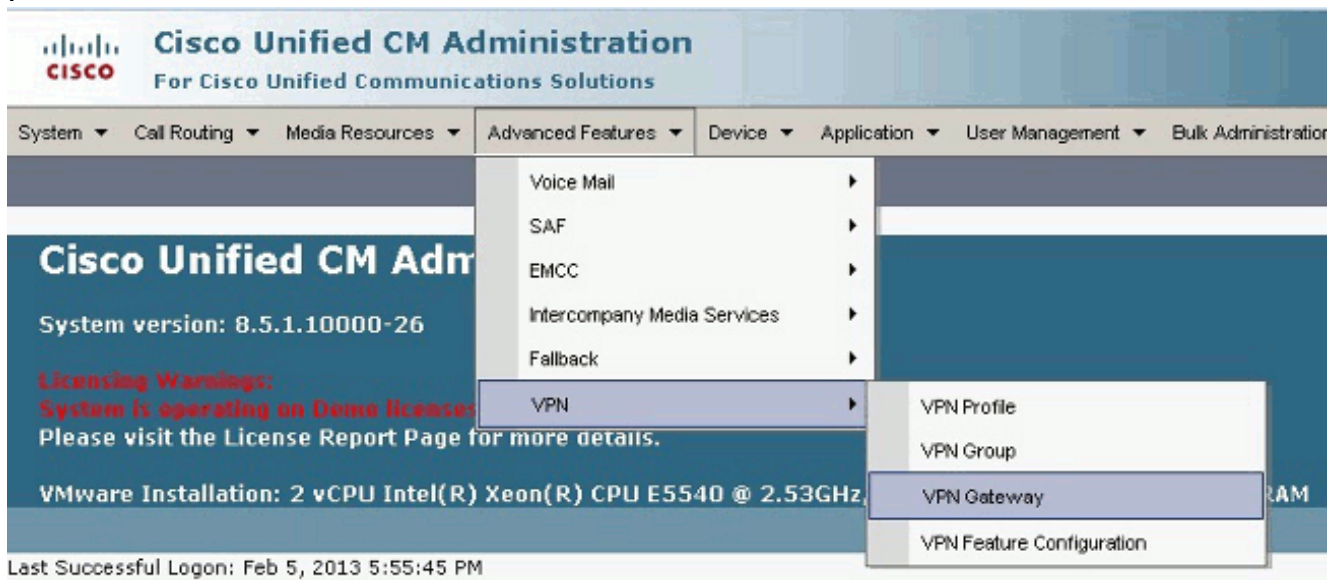 CISCO
Cisco Unified CM Administration
For Cisco Unified Communications Solutions
System Call Routing Media Resources Advanced Features Device Application User Management Bulk Administration
Voice Mail
SAF
EMCC
Intercompany Media Services
Fallback
VPN
VPN Profile
VPN Group
VPN Gateway
VPN Feature Configuration
Cisco Unified CM Adm
System version: 8.5.1.10000-26
Licensing Warnings:
System is operating on Demo licenses
Please visit the License Report Page for more details.
VMware Installation: 2 vCPU Intel(R) Xeon(R) CPU E5540 @ 2.53GHz, RAM
Last Successful Logon: Feb 5, 2013 5:55:45 PM